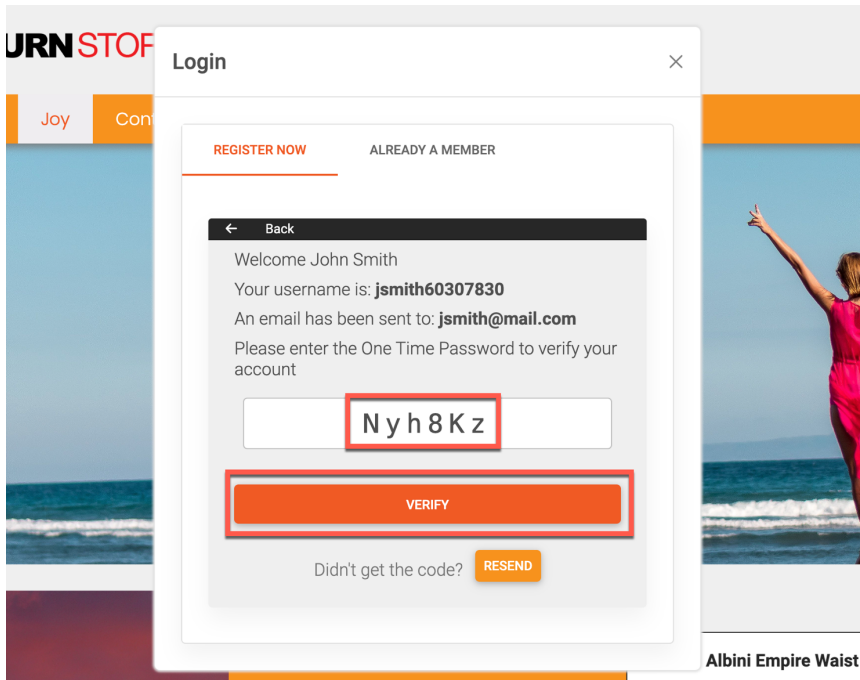 URN STOF
Login
Joy
Con
REGISTER NOW
ALREADY A MEMBER
Back
Welcome John Smith
Your username is: jsmith60307830
An email has been sent to: jsmith@mail.com
Please enter the One Time Password to verify your
account
Nyh8Kz
VERIFY
Didn't get the code? RESEND
Albini Empire Waist